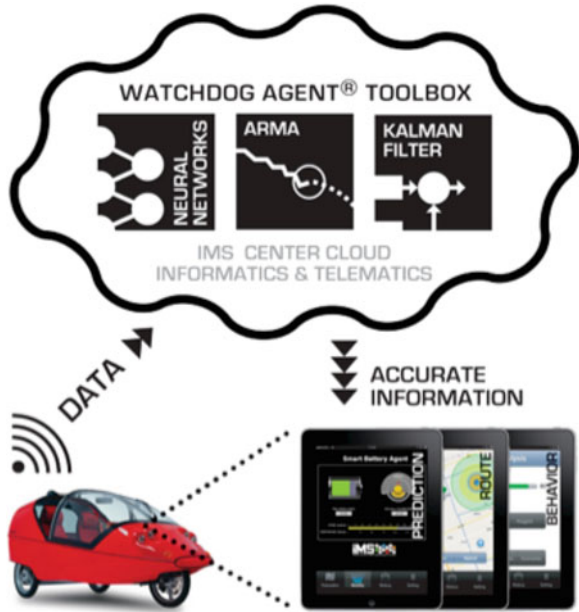 WATCHDOG AGENT® TOOLBOX
NEURAL
NETWORKS
ARMA
KALMAN
FILTER
IMS CENTER CLOUD
INFORMATICS & TELEMATICS
DATA
ACCURATE
INFORMATION
Smart Battery Agent
PREDICTION
ROUTE
BEHAVIOR
IMS